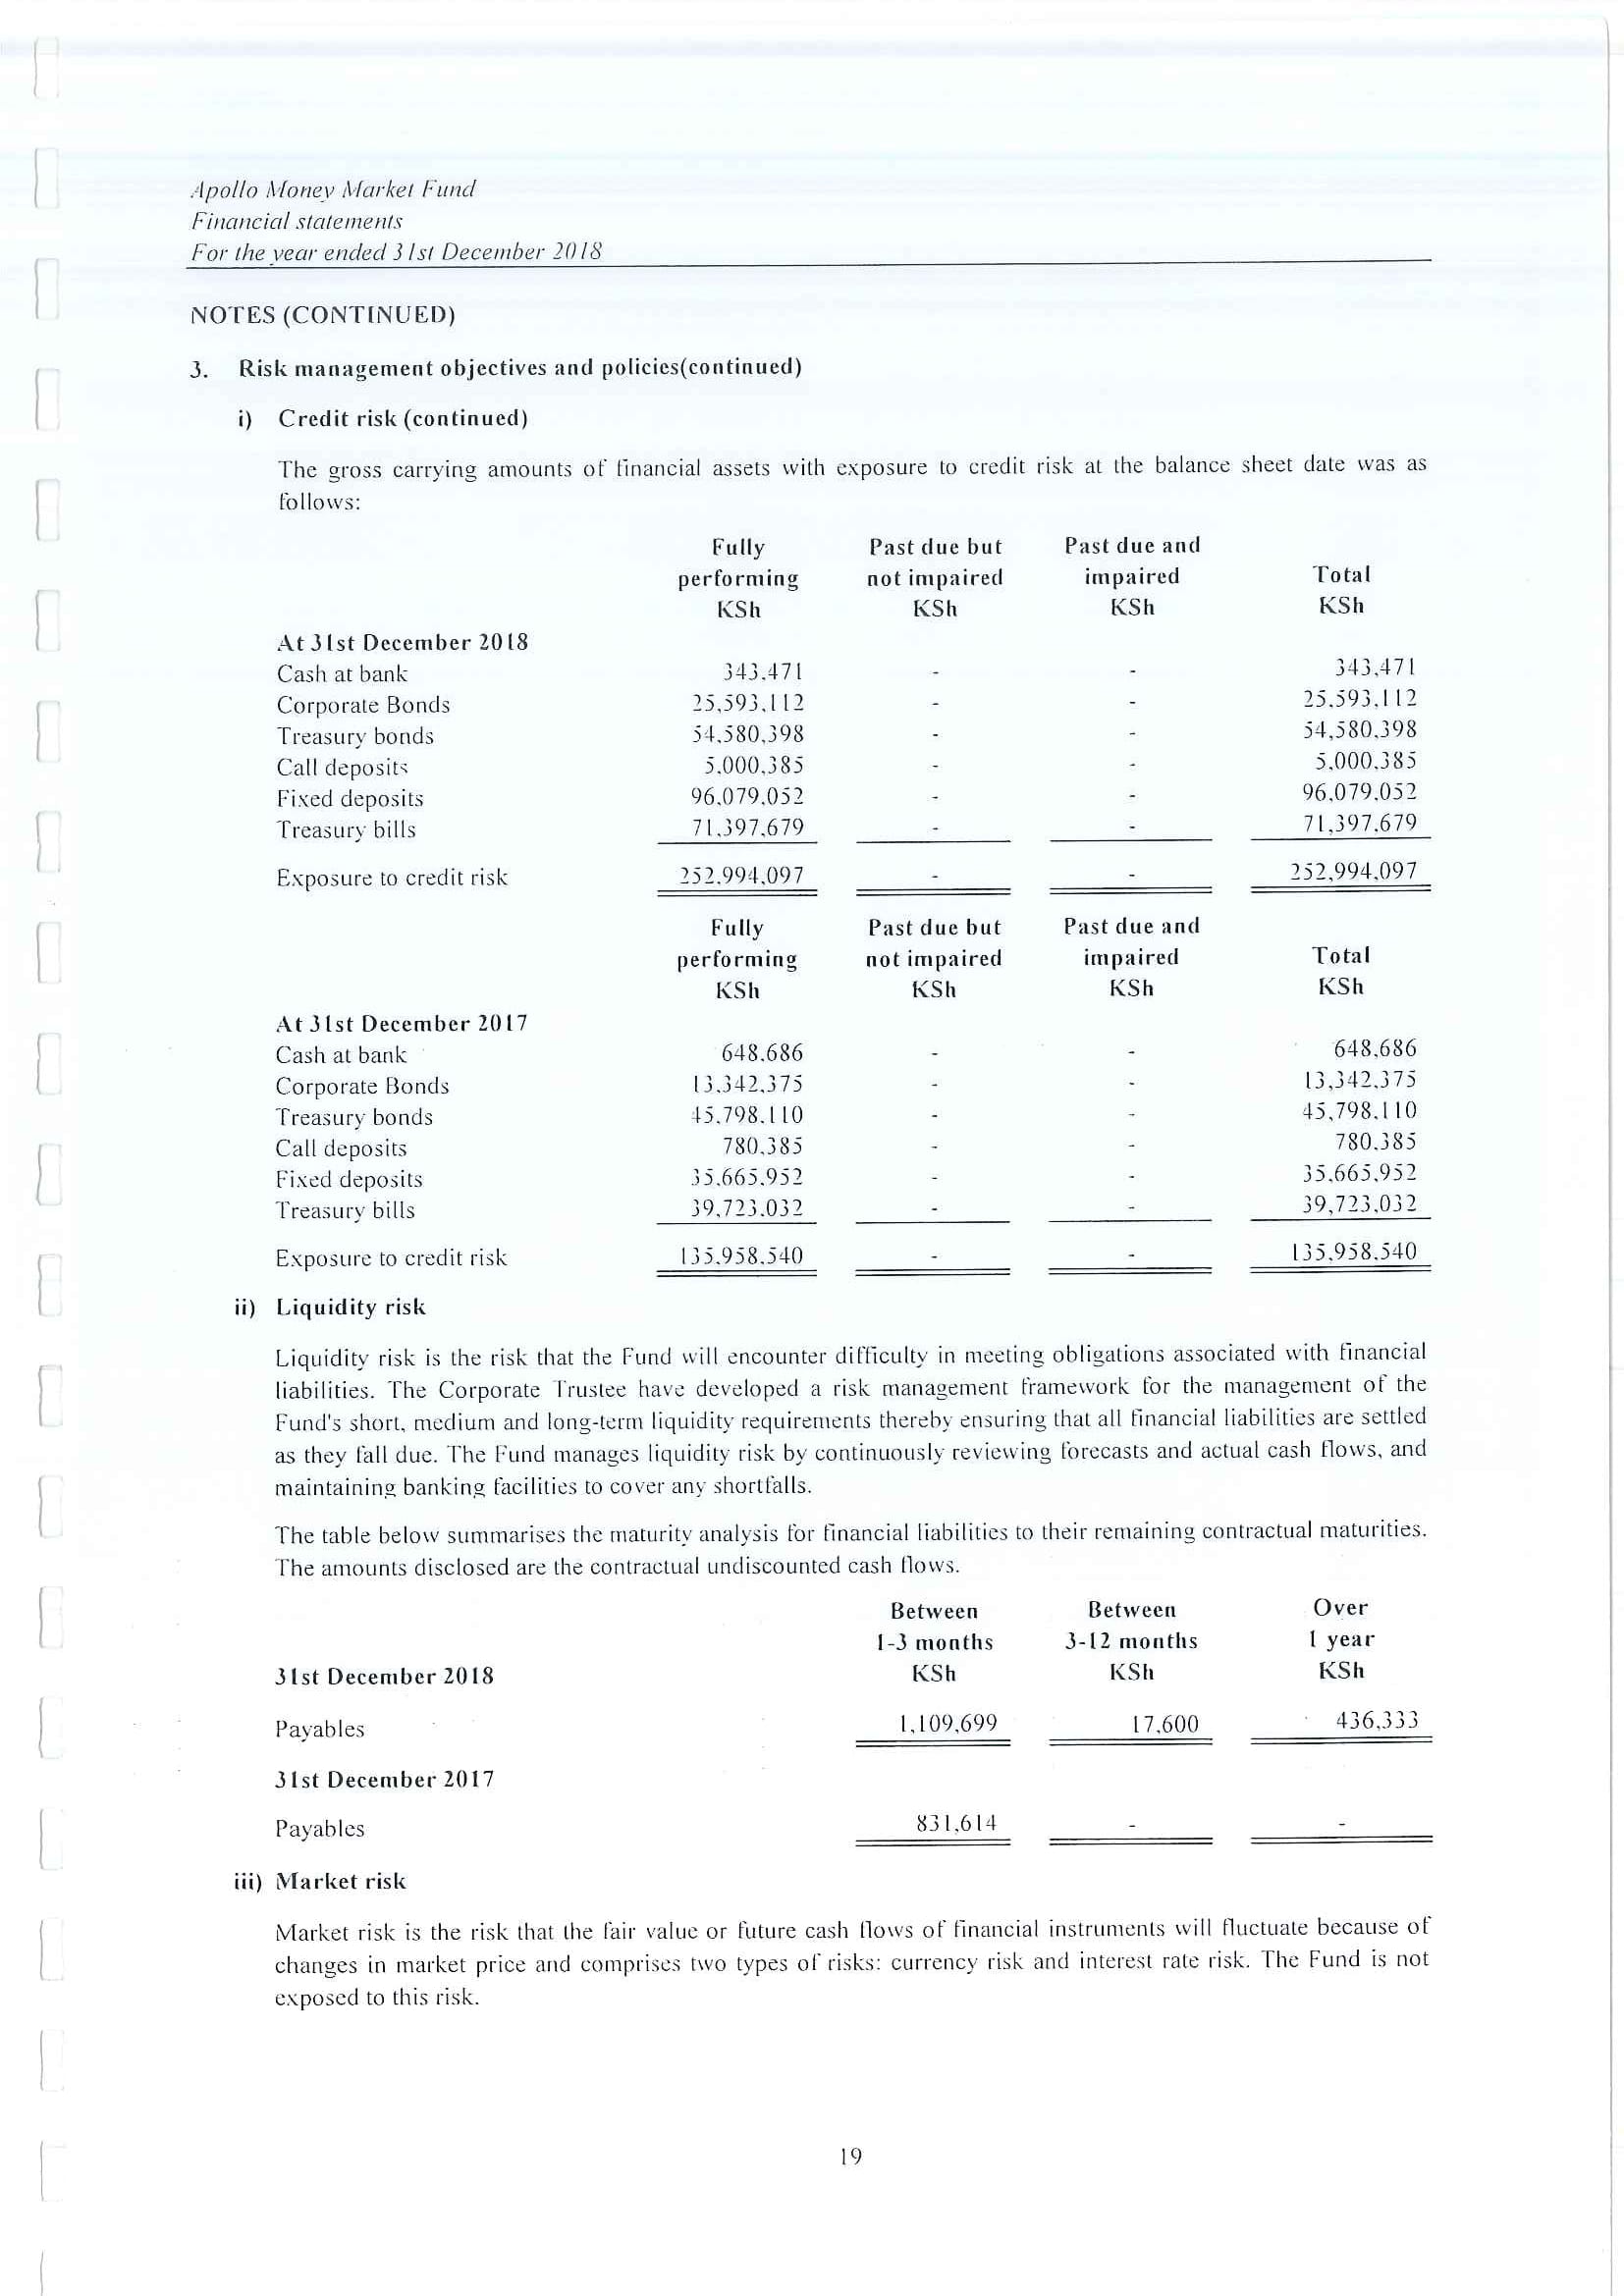 Apollo Money Market Fund
Financial statements
For the year ended 31st December 2018
NOTES (CONTINUED)
3. Risk management objectives and policies(continued)
i) Credit risk (continued)
The gross carrying amounts of financial assets with exposure to credit risk at the balance sheet date was as
follows:
Fully Past due but Past due and
performing not impaired impaired Total
KSh KSh KSh KSh
At 31st December 2018
Cash at bank 343,471 - - 343,471
Corporate Bonds 25,593,112 - - 25,593,112
Treasury bonds 54,580,398 - - 54,580,398
Call deposits 5,000,385 - - 5,000,385
Fixed deposits 96,079,052 - - 96,079,052
Treasury bills 71,397,679 - - 71,397,679
Exposure to credit risk 252,994,097 - - 252,994,097
Fully Past due but Past due and
performing not impaired impaired Total
KSh KSh KSh KSh
At 31st December 2017
Cash at bank 648,686 - - 648,686
Corporate Bonds 13,342,375 - - 13,342,375
Treasury bonds 45,798,110 - - 45,798,110
Call deposits 780,385 - - 780,385
Fixed deposits 35,665,952 - - 35,665,952
Treasury bills 39,723,032 - - 39,723,032
Exposure to credit risk 135,958,540 - - 135,958,540
ii) Liquidity risk
Liquidity risk is the risk that the Fund will encounter difficulty in meeting obligations associated with financial
liabilities. The Corporate Trustee have developed a risk management framework for the management of the
Fund's short, medium and long-term liquidity requirements thereby ensuring that all financial liabilities are settled
as they fall due. The Fund manages liquidity risk by continuously reviewing forecasts and actual cash flows, and
maintaining banking facilities to cover any shortfalls.
The table below summarises the maturity analysis for financial liabilities to their remaining contractual maturities.
The amounts disclosed are the contractual undiscounted cash flows.
Between Between Over
1-3 months 3-12 months 1 year
31st December 2018 KSh KSh KSh
Payables 1,109,699 17,600 436,333
31st December 2017
Payables 831,614 - -
iii) Market risk
Market risk is the risk that the fair value or future cash flows of financial instruments will fluctuate because of
changes in market price and comprises two types of risks: currency risk and interest rate risk. The Fund is not
exposed to this risk.
19